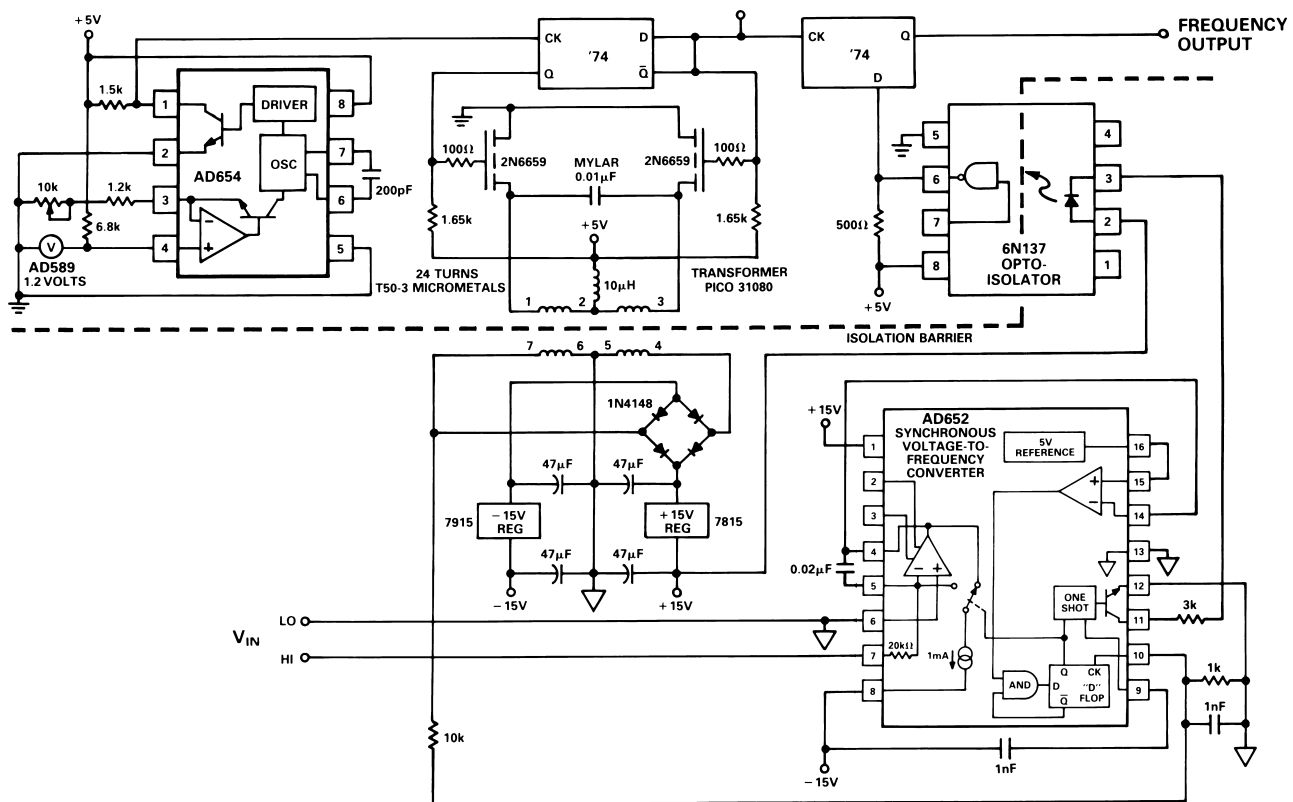 +5V
1.5k
1
2
3
4
8
7
6
5
DRIVER
OSC
AD654
200pF
10k
1.2k
6.8k
V
AD589
1.2 VOLTS
CK
D
Q
Q̅
'74
100Ω
2N6659
MYLAR
0.01µF
2N6659
100Ω
1.65k
1.65k
+5V
24 TURNS
T50-3 MICROMETALS
10µH
TRANSFORMER
PICO 31080
1
2
3
CK
Q
'74
D
FREQUENCY
OUTPUT
500Ω
+5V
5
6
7
8
4
3
2
1
6N137
OPTO-
ISOLATOR
ISOLATION BARRIER
7
6
5
4
1N4148
47µF
47µF
7915
−15V
REG
+15V
REG
7815
47µF
47µF
−15V
+15V
VIN
LO
HI
10k
+15V
AD652
SYNCHRONOUS
VOLTAGE-TO-
FREQUENCY
CONVERTER
5V
REFERENCE
1
2
3
4
5
6
7
8
16
15
14
13
12
11
10
9
0.02µF
+
−
−
+
20kΩ
1mA
ONE
SHOT
AND
Q
CK
D
"D"
FLOP
Q̅
3k
1k
1nF
1nF
−15V